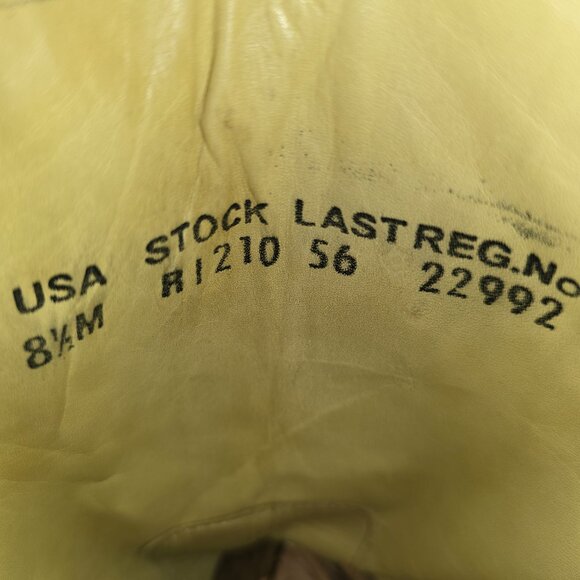 USA STOCK LAST REG.No
8½M R1210 56 22992